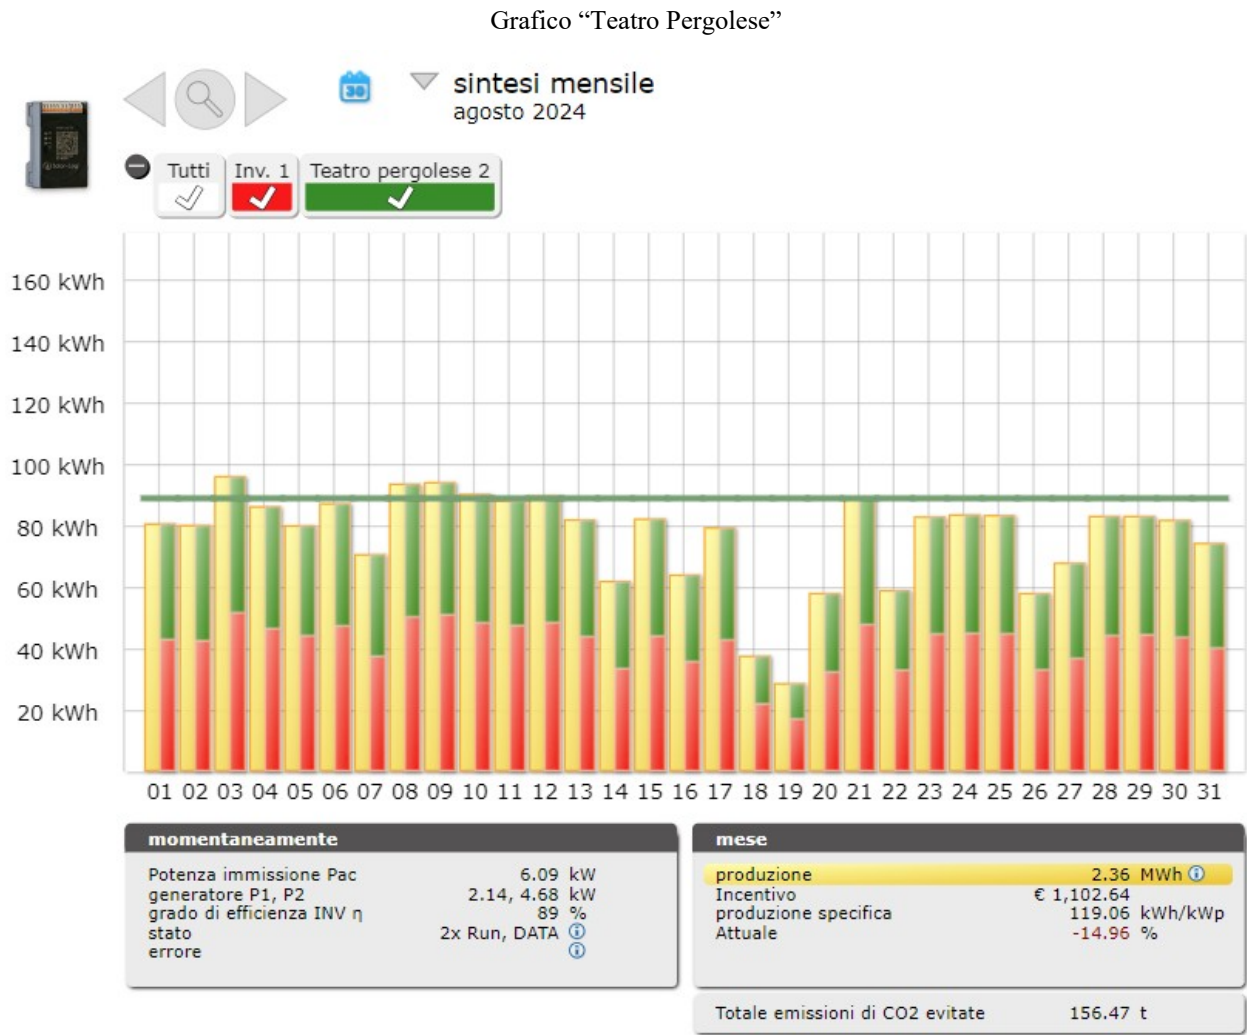 Grafico “Teatro Pergolese”
30
sintesi mensile
agosto 2024
Tutti Inv. 1 Teatro pergolese 2
160 kWh
140 kWh
120 kWh
100 kWh
80 kWh
60 kWh
40 kWh
20 kWh
01 02 03 04 05 06 07 08 09 10 11 12 13 14 15 16 17 18 19 20 21 22 23 24 25 26 27 28 29 30 31
momentaneamente
Potenza immissione Pac 6.09 kW
generatore P1, P2 2.14, 4.68 kW
grado di efficienza INV η 89 %
stato 2x Run, DATA
errore
mese
produzione 2.36 MWh
Incentivo € 1,102.64
produzione specifica 119.06 kWh/kWp
Attuale -14.96 %
Totale emissioni di CO2 evitate 156.47 t